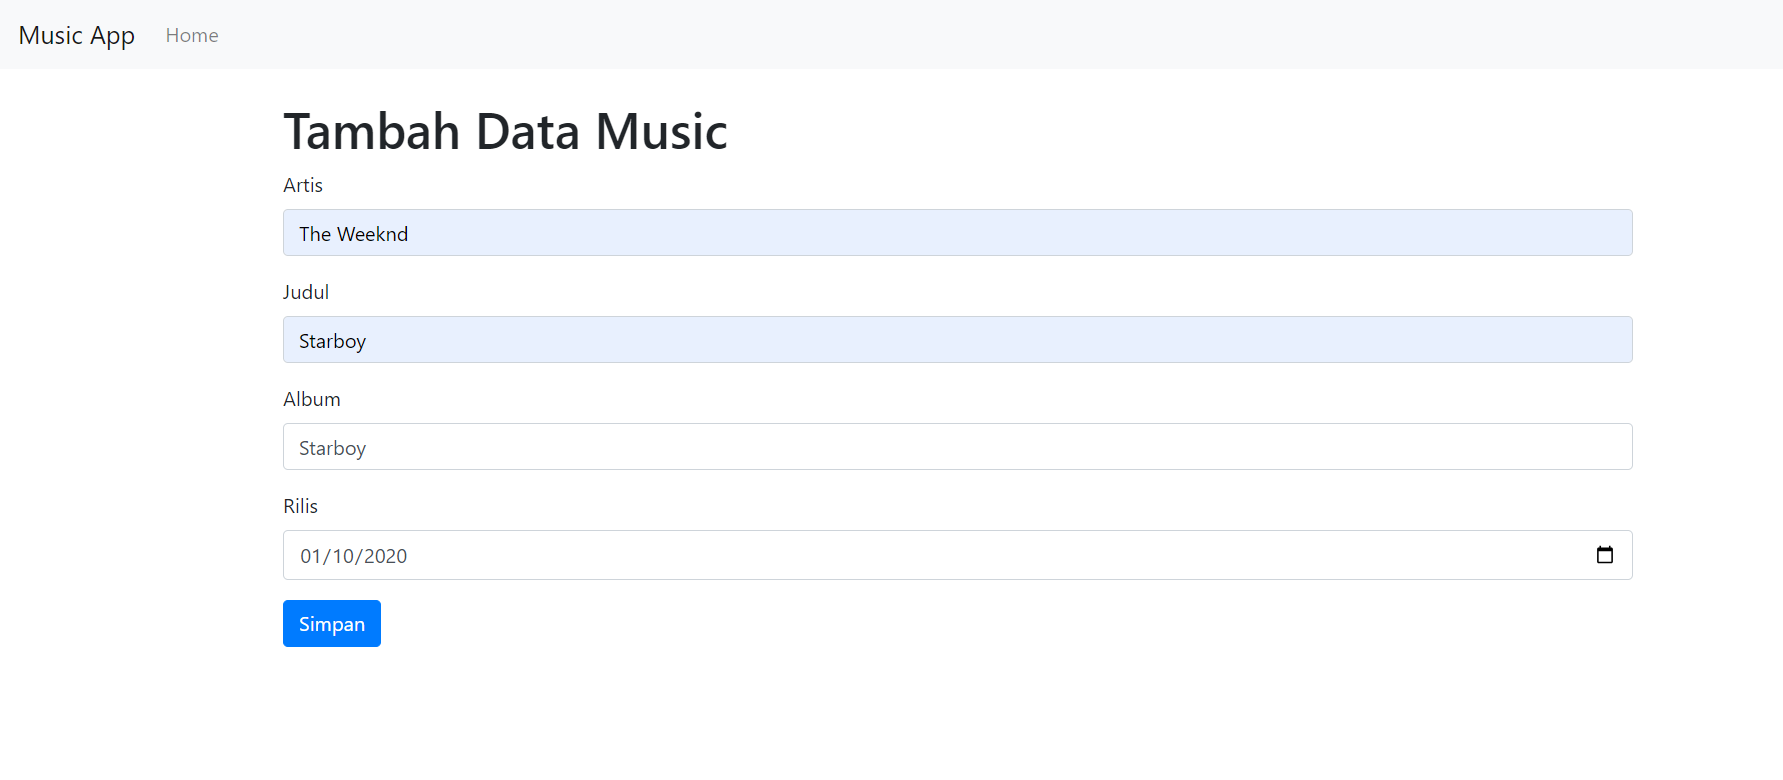 Music App Home
Tambah Data Music
Artis
The Weeknd
Judul
Starboy
Album
Starboy
Rilis
01/10/2020
Simpan